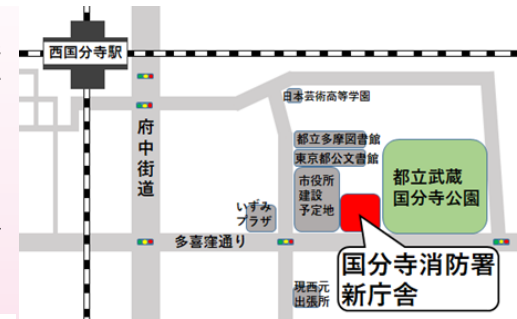 西国分寺駅
日本芸術高等学園
府中街道
都立多摩図書館
東京都公文書館
市役所
建設
予定地
都立武蔵
国分寺公園
いずみ
プラザ
多喜窪通り
国分寺消防署
新庁舎
現西元
出張所